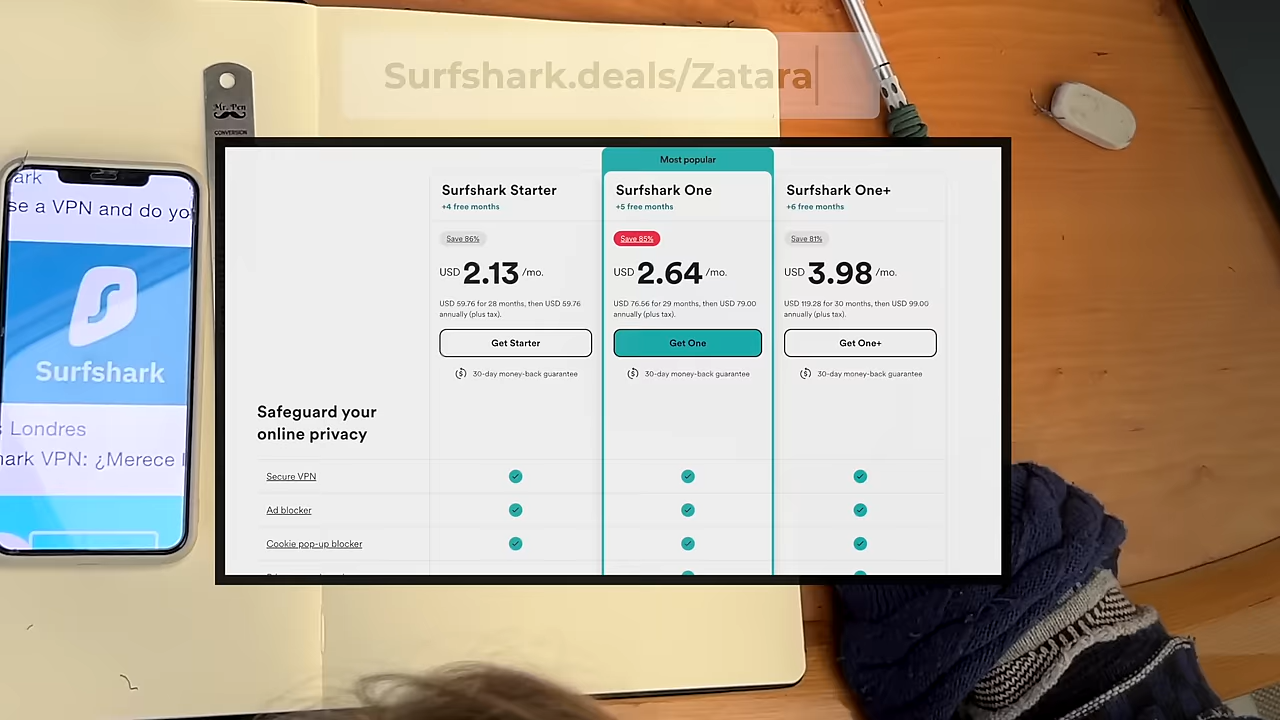 Surfshark.deals/Zatara
Mr. Pen
CONVERSION
ark
se a VPN and do yo
Surfshark
Londres
ark VPN: ¿Merece l
Most popular
Surfshark Starter
+4 free months
Surfshark One
+5 free months
Surfshark One+
+6 free months
Save 86%
Save 85%
Save 81%
USD 2.13 /mo.
USD 2.64 /mo.
USD 3.98 /mo.
USD 59.76 for 28 months, then USD 59.76
annually (plus tax).
USD 76.56 for 29 months, then USD 79.00
annually (plus tax).
USD 119.28 for 30 months, then USD 99.00
annually (plus tax).
Get Starter
Get One
Get One+
30-day money-back guarantee
30-day money-back guarantee
30-day money-back guarantee
Safeguard your
online privacy
Secure VPN
Ad blocker
Cookie pop-up blocker